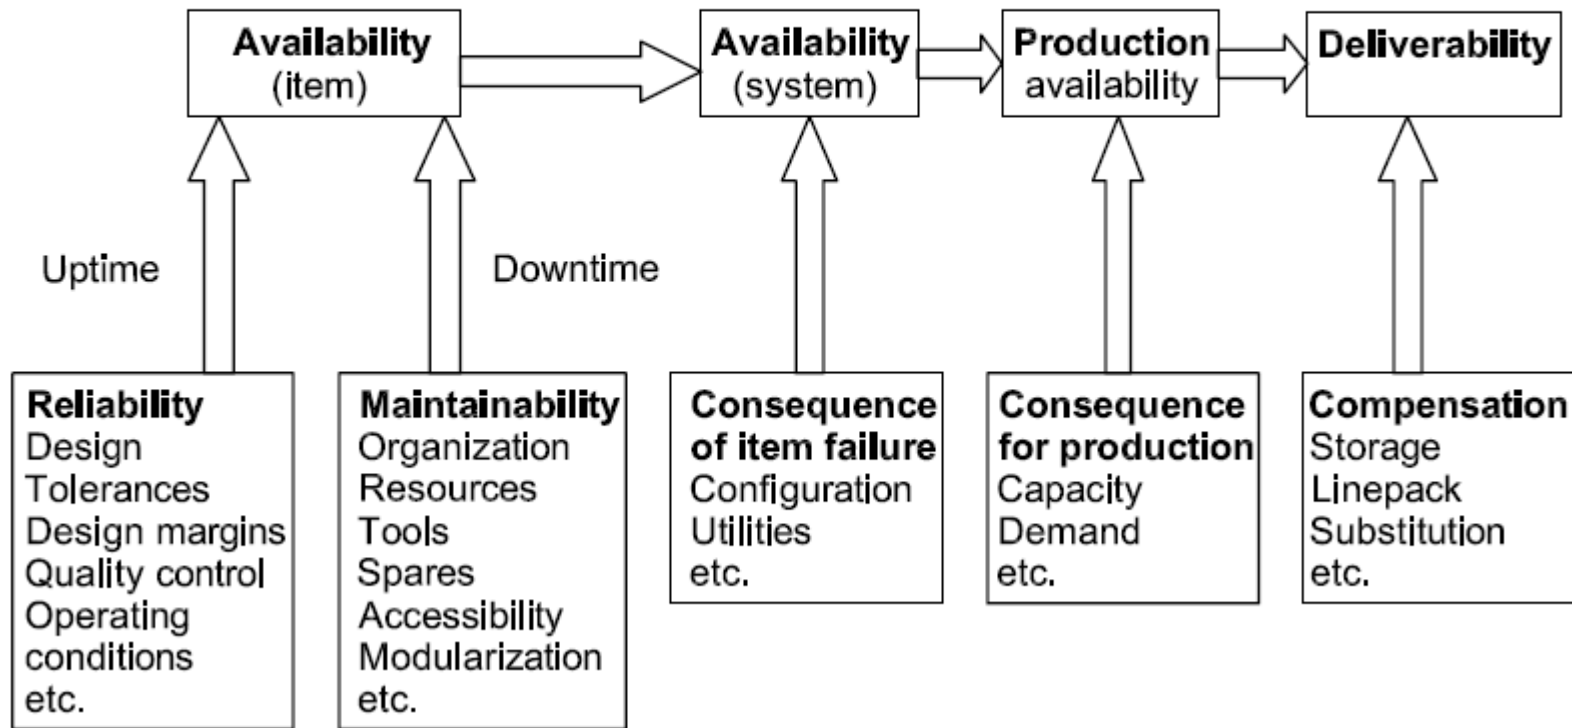 Availability
(item)
Availability
(system)
Production
availability
Deliverability
Uptime
Downtime
Reliability
Design
Tolerances
Design margins
Quality control
Operating
conditions
etc.
Maintainability
Organization
Resources
Tools
Spares
Accessibility
Modularization
etc.
Consequence
of item failure
Configuration
Utilities
etc.
Consequence
for production
Capacity
Demand
etc.
Compensation
Storage
Linepack
Substitution
etc.